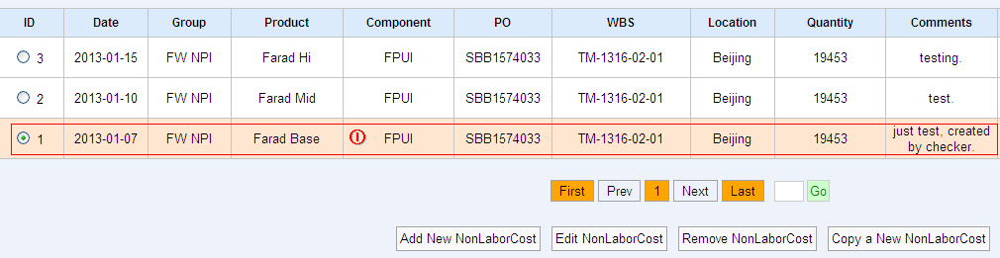 ID Date Group Product Component PO WBS Location Quantity Comments
3 2013-01-15 FW NPI Farad Hi FPUI SBB1574033 TM-1316-02-01 Beijing 19453 testing.
2 2013-01-10 FW NPI Farad Mid FPUI SBB1574033 TM-1316-02-01 Beijing 19453 test.
1 2013-01-07 FW NPI Farad Base FPUI SBB1574033 TM-1316-02-01 Beijing 19453 just test, created
by checker.
First Prev 1 Next Last Go
Add New NonLaborCost Edit NonLaborCost Remove NonLaborCost Copy a New NonLaborCost